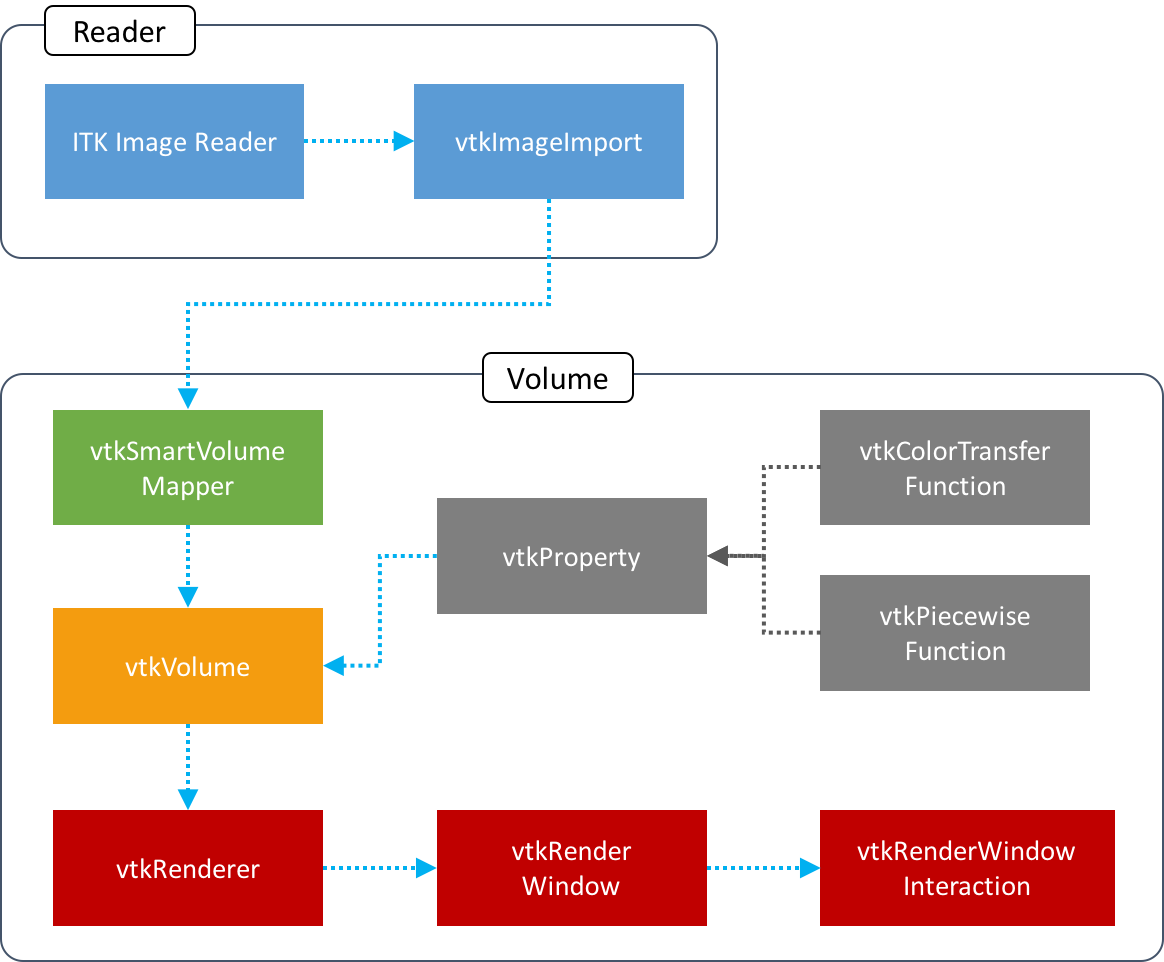 Reader
ITK Image Reader
vtkImageImport
Volume
vtkSmartVolume
Mapper
vtkColorTransfer
Function
vtkProperty
vtkPiecewise
Function
vtkVolume
vtkRenderer
vtkRender
Window
vtkRenderWindow
Interaction